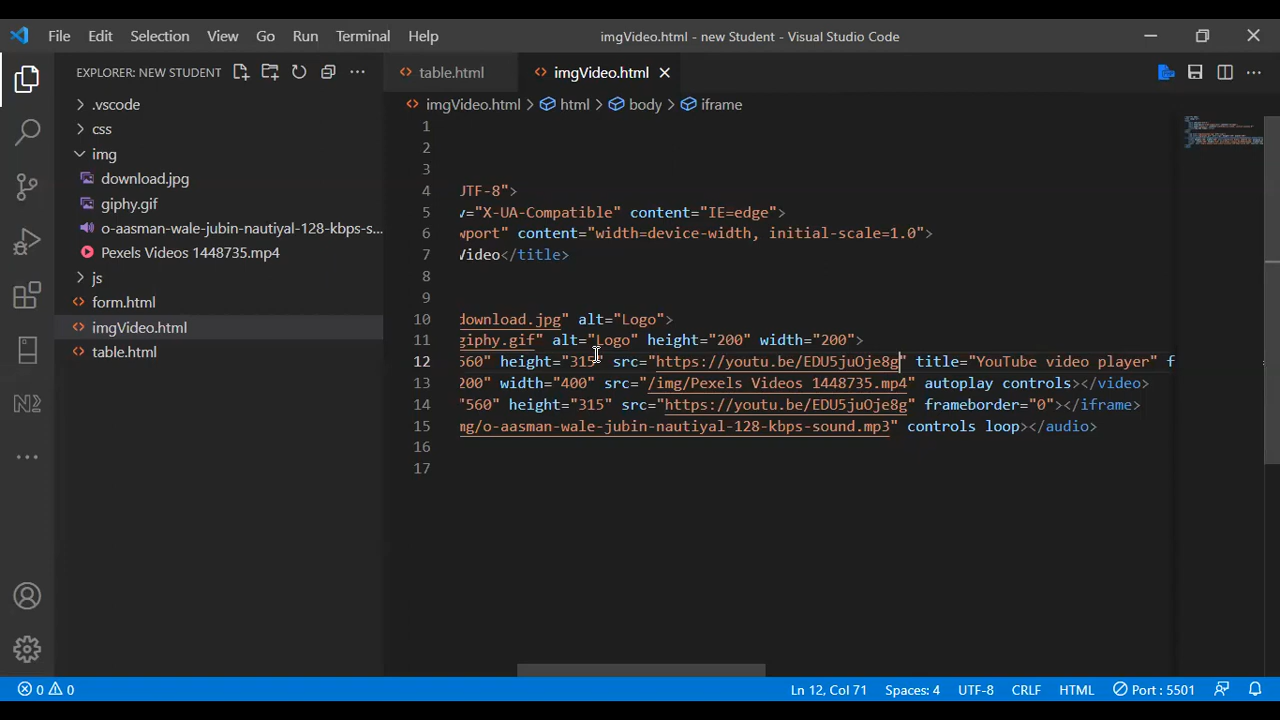 File Edit Selection View Go Run Terminal Help imgVideo.html - new Student - Visual Studio Code
EXPLORER: NEW STUDENT
table.html imgVideo.html
imgVideo.html > html > body > iframe
.vscode
css
img
download.jpg
giphy.gif
o-aasman-wale-jubin-nautiyal-128-kbps-s...
Pexels Videos 1448735.mp4
js
form.html
imgVideo.html
table.html
1
2
3
4 UTF-8">
5 "X-UA-Compatible" content="IE=edge">
6 wport" content="width=device-width, initial-scale=1.0">
7 Video</title>
8
9
10 download.jpg" alt="Logo">
11 giphy.gif" alt="Logo" height="200" width="200">
12 560" height="315" src="https://youtu.be/EDU5juOje8g" title="YouTube video player" f
13 200" width="400" src="/img/Pexels Videos 1448735.mp4" autoplay controls></video>
14 "560" height="315" src="https://youtu.be/EDU5juOje8g" frameborder="0"></iframe>
15 mg/o-aasman-wale-jubin-nautiyal-128-kbps-sound.mp3" controls loop></audio>
16
17
0 0 Ln 12, Col 71 Spaces: 4 UTF-8 CRLF HTML Port : 5501